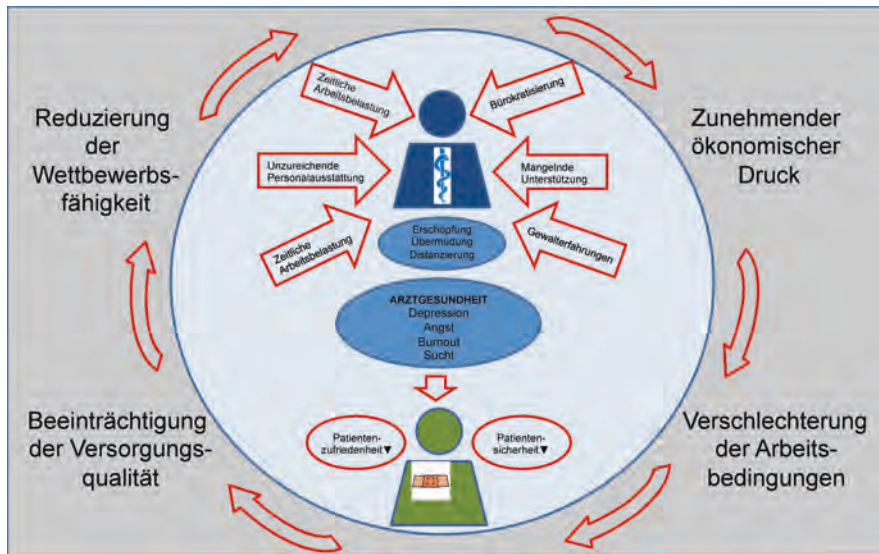 Zeitliche
Arbeitsbelastung
Bürokratisierung
Reduzierung
der
Wettbewerbs-
fähigkeit
Zunehmender
ökonomischer
Druck
Unzureichende
Personalausstattung
Mangelnde
Unterstützung
Zeitliche
Arbeitsbelastung
Erschöpfung
Übermüdung
Distanzierung
Gewalterfahrungen
ARZTGESUNDHEIT
Depression
Angst
Burnout
Sucht
Beeinträchtigung
der Versorgungs-
qualität
Patienten-
zufriedenheit▼
Patienten-
sicherheit▼
Verschlechterung
der Arbeits-
bedingungen